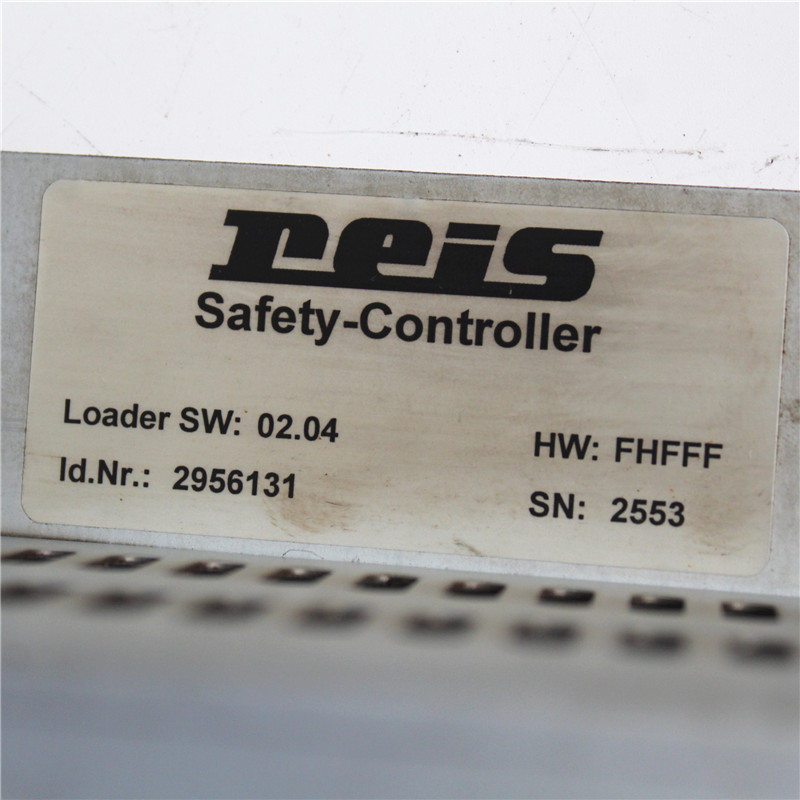 reis
Safety-Controller
Loader SW: 02.04
HW: FHFFF
Id.Nr.: 2956131
SN: 2553